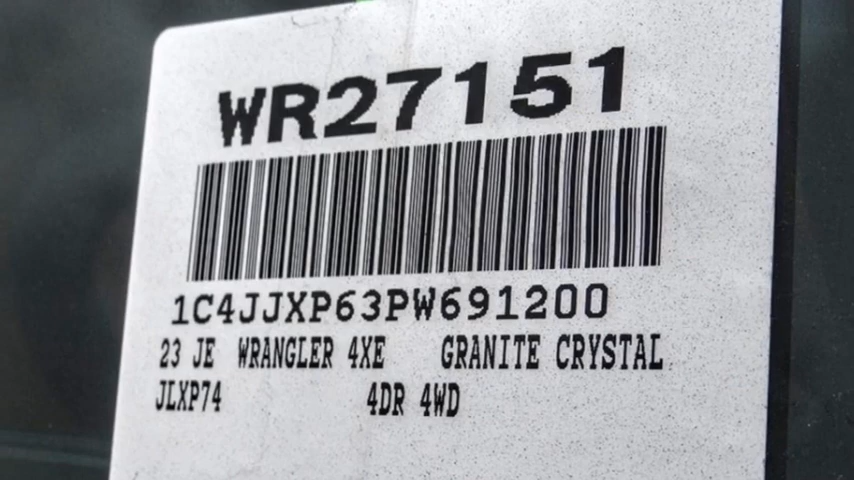 WR27151
1C4JJXP63PW691200
23 JE WRANGLER 4XE GRANITE CRYSTAL
JLXP74 4DR 4WD